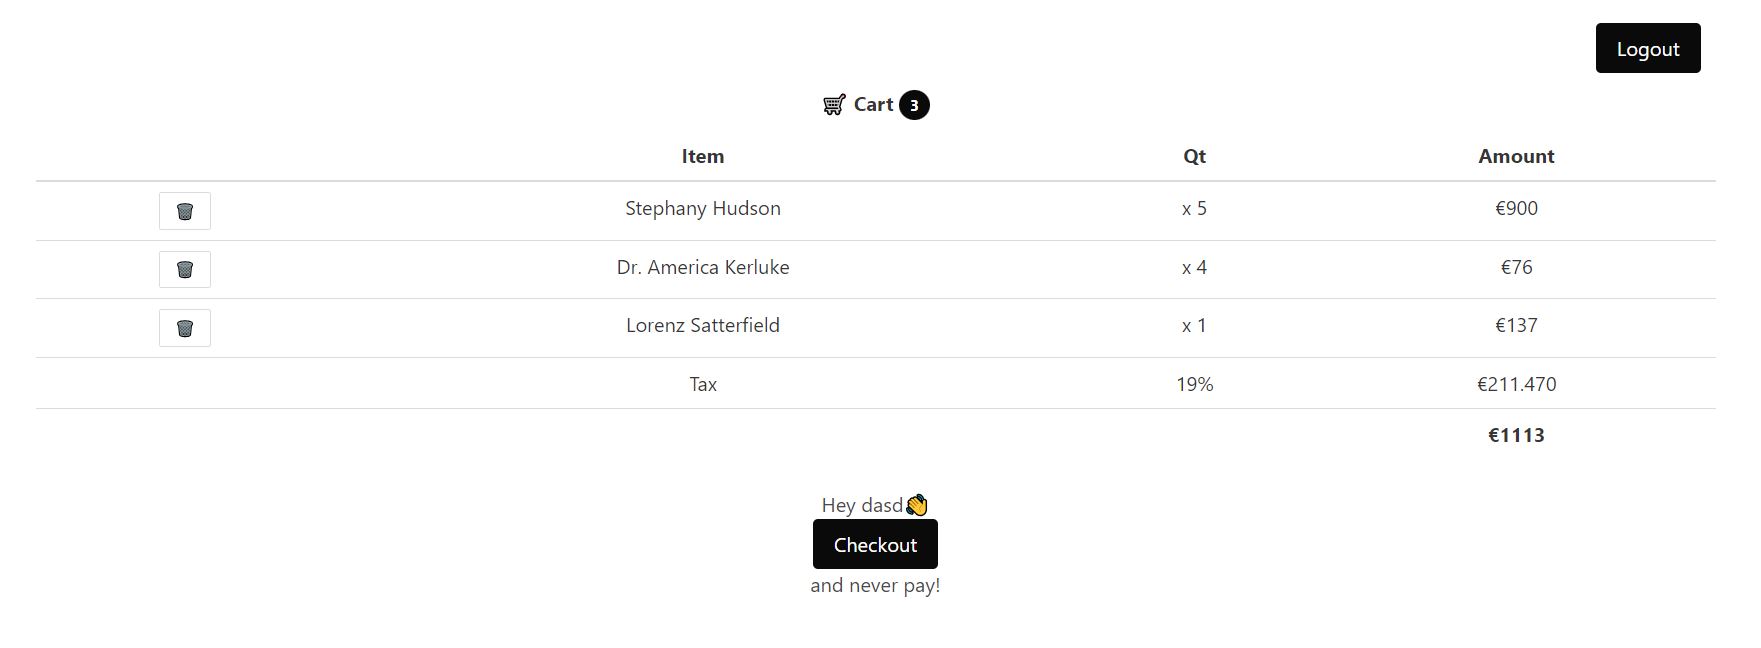 Logout
Cart 3
Item Qt Amount
Stephany Hudson x 5 €900
Dr. America Kerluke x 4 €76
Lorenz Satterfield x 1 €137
Tax 19% €211.470
€1113
Hey dasd👋
Checkout
and never pay!